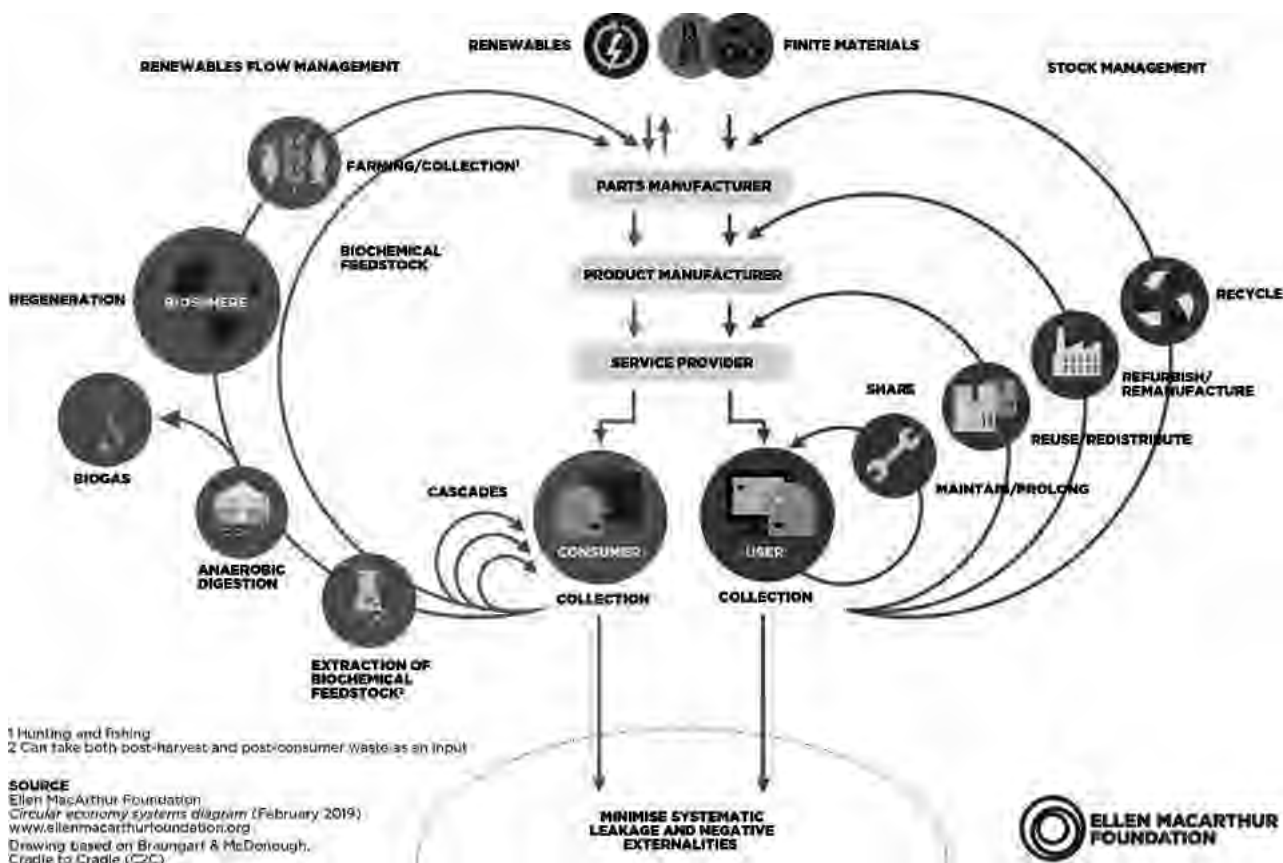 RENEWABLES
FINITE MATERIALS
RENEWABLES FLOW MANAGEMENT
STOCK MANAGEMENT
FARMING/COLLECTION¹
PARTS MANUFACTURER
BIOCHEMICAL
FEEDSTOCK
PRODUCT MANUFACTURER
REGENERATION
BIOSPHERE
RECYCLE
SERVICE PROVIDER
SHARE
REFURBISH/
REMANUFACTURE
REUSE/REDISTRIBUTE
BIOGAS
CASCADES
MAINTAIN/PROLONG
CONSUMER
USER
ANAEROBIC
DIGESTION
COLLECTION
COLLECTION
EXTRACTION OF
BIOCHEMICAL
FEEDSTOCK²
1 Hunting and fishing
2 Can take both post-harvest and post-consumer waste as an input
SOURCE
Ellen MacArthur Foundation
Circular economy systems diagram (February 2019)
www.ellenmacarthurfoundation.org
Drawing based on Braungart & McDonough,
Cradle to Cradle (C2C)
MINIMISE SYSTEMATIC
LEAKAGE AND NEGATIVE
EXTERNALITIES
ELLEN MACARTHUR
FOUNDATION